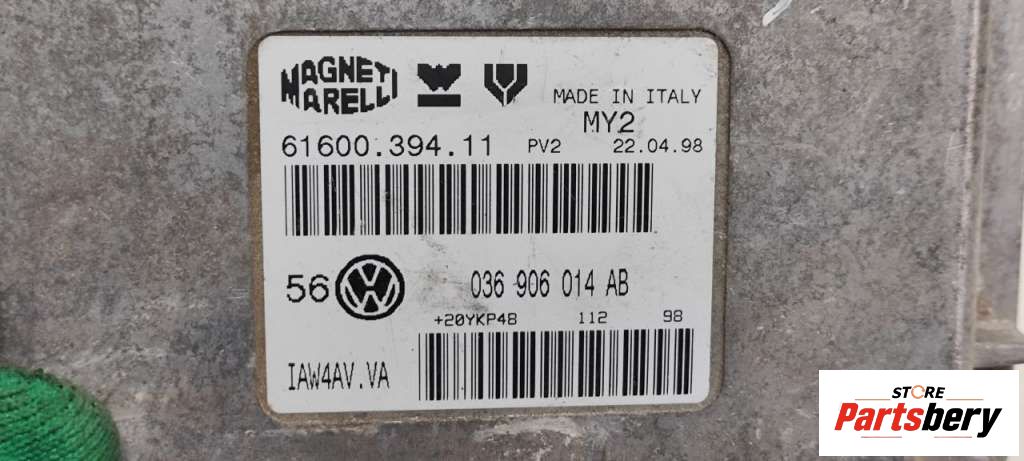 MAGNETI
MARELLI
MADE IN ITALY
MY2
61600.394.11 PV2 22.04.98
56 VW 036 906 014 AB
+20YKP48 112 98
IAW4AV.VA
STORE
Partsbery